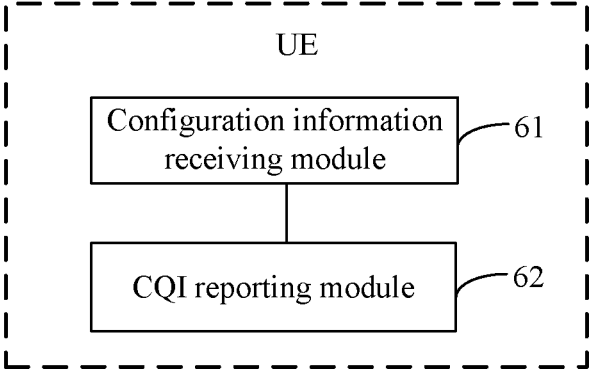 UE
Configuration information
receiving module
61
CQI reporting module
62